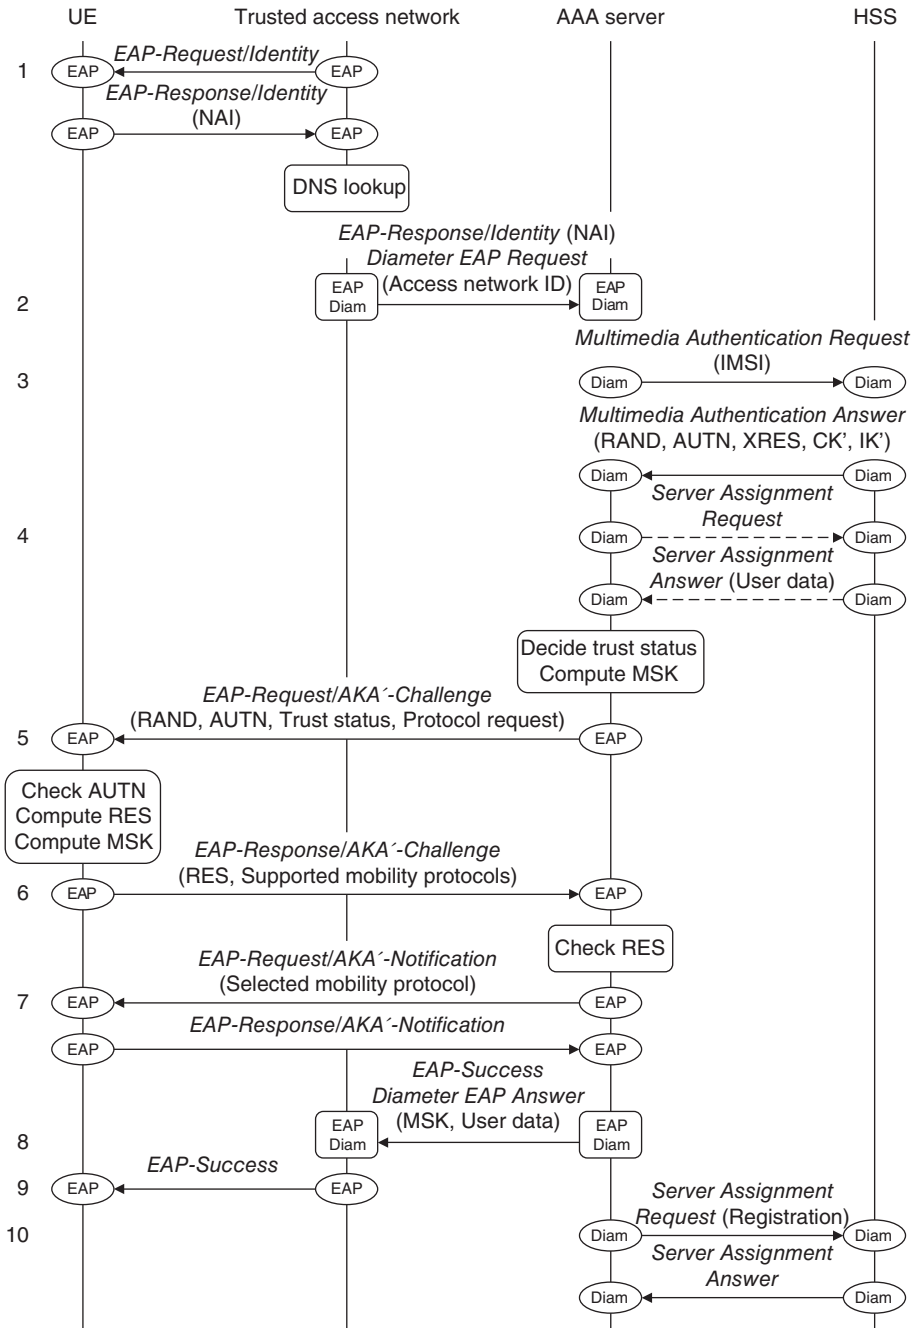 UE Trusted access network AAA server HSS
EAP-Request/Identity
1 EAP EAP
EAP-Response/Identity
(NAI)
EAP EAP
DNS lookup
EAP-Response/Identity (NAI)
Diameter EAP Request
(Access network ID)
EAP EAP
2 Diam Diam
Multimedia Authentication Request
(IMSI)
3 Diam Diam
Multimedia Authentication Answer
(RAND, AUTN, XRES, CK', IK')
Diam Diam
Server Assignment
Request
4 Diam Diam
Server Assignment
Answer (User data)
Diam Diam
Decide trust status
Compute MSK
EAP-Request/AKA′-Challenge
(RAND, AUTN, Trust status, Protocol request)
5 EAP EAP
Check AUTN
Compute RES
Compute MSK
EAP-Response/AKA′-Challenge
(RES, Supported mobility protocols)
6 EAP EAP
Check RES
EAP-Request/AKA′-Notification
(Selected mobility protocol)
7 EAP EAP
EAP-Response/AKA′-Notification
EAP EAP
EAP-Success
Diameter EAP Answer
(MSK, User data)
EAP EAP
8 Diam Diam
EAP-Success
9 EAP EAP
Server Assignment
Request (Registration)
10 Diam Diam
Server Assignment
Answer
Diam Diam